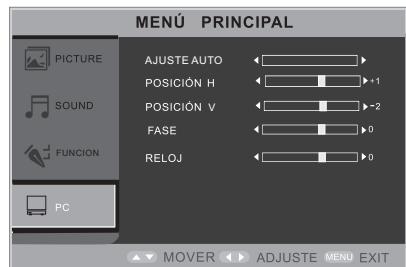 MENÚ PRINCIPAL
PICTURE
SOUND
FUNCION
PC
AJUSTE AUTO
POSICIÓN H +1
POSICIÓN V -2
FASE 0
RELOJ 0
MOVER ADJUSTE MENU EXIT